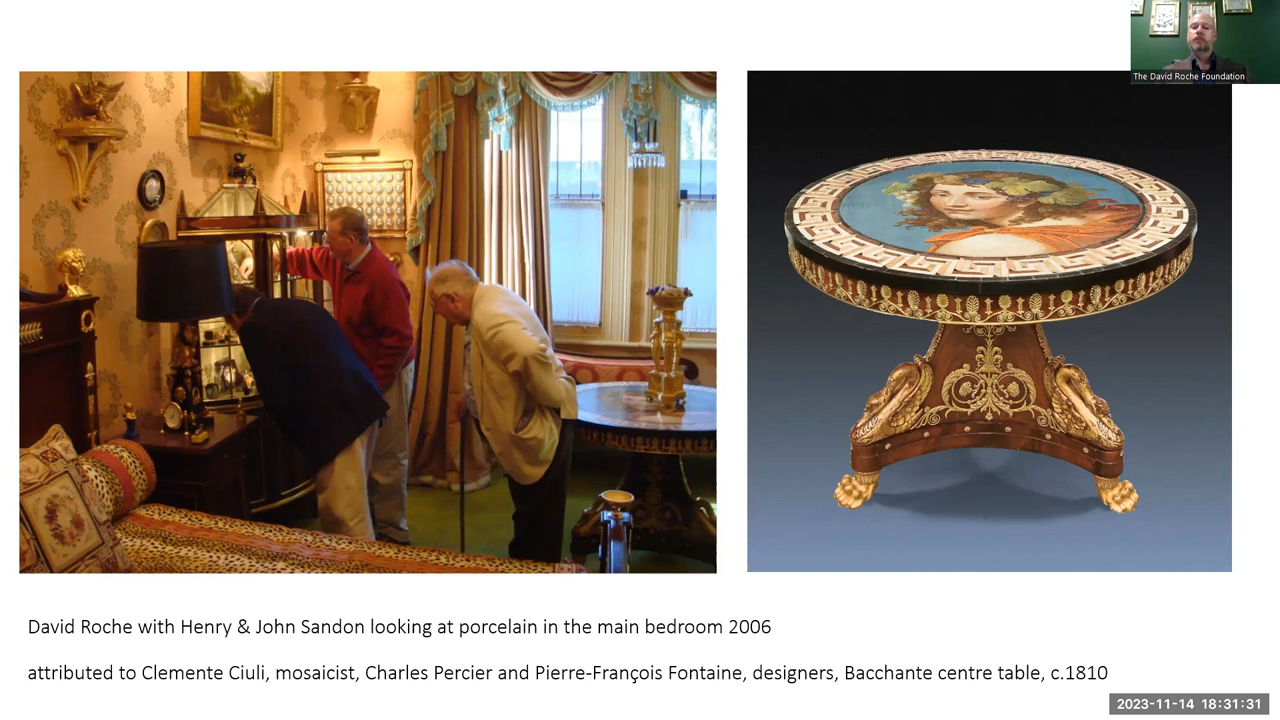 The David Roche Foundation
David Roche with Henry & John Sandon looking at porcelain in the main bedroom 2006
attributed to Clemente Ciuli, mosaicist, Charles Percier and Pierre-François Fontaine, designers, Bacchante centre table, c.1810
2023-11-14 18:31:31